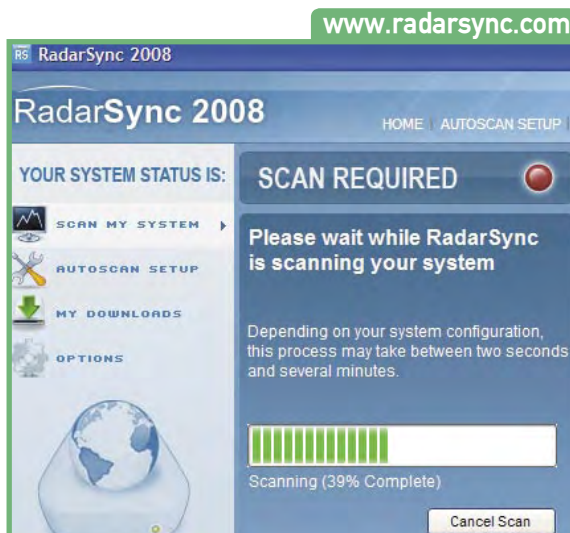 www.radarsync.com
RS RadarSync 2008
RadarSync 2008
HOME | AUTOSCAN SETUP |
YOUR SYSTEM STATUS IS:
SCAN REQUIRED
SCAN MY SYSTEM
AUTOSCAN SETUP
MY DOWNLOADS
OPTIONS
Please wait while RadarSync
is scanning your system
Depending on your system configuration,
this process may take between two seconds
and several minutes.
Scanning (39% Complete)
Cancel Scan